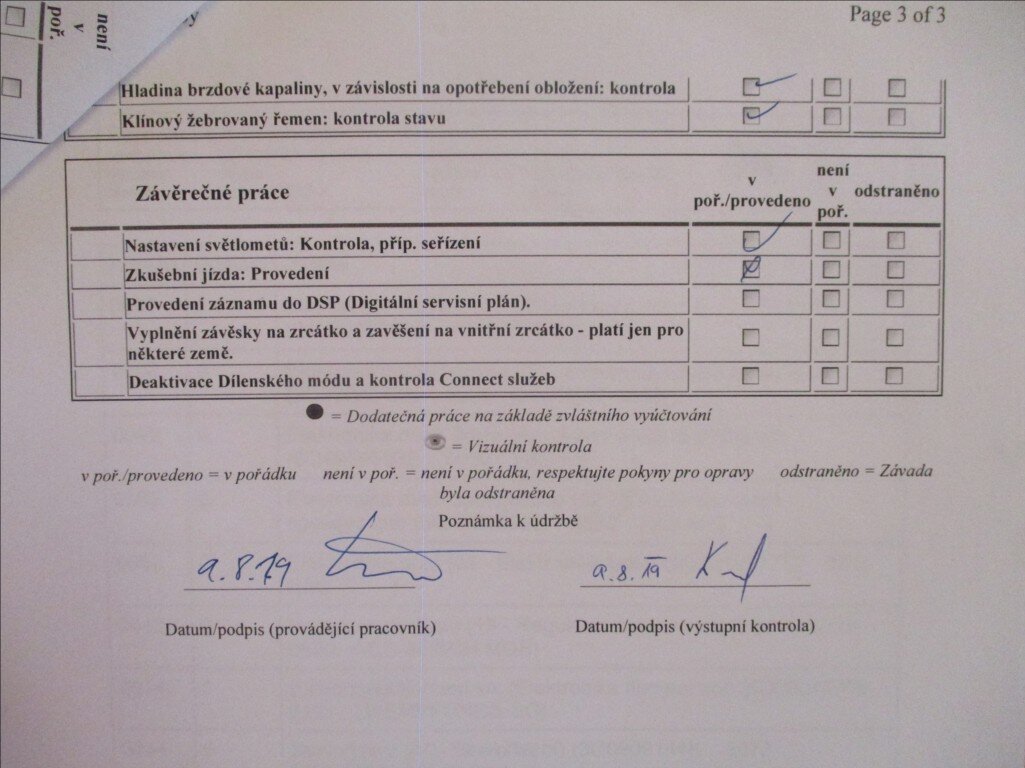 není
v
poř.
y
Page 3 of 3
Hladina brzdové kapaliny, v závislosti na opotřebení obložení: kontrola
Klínový žebrovaný řemen: kontrola stavu
Závěrečné práce
v
poř./provedeno
není
v
poř.
odstraněno
Nastavení světlometů: Kontrola, příp. seřízení
Zkušební jízda: Provedení
Provedení záznamu do DSP (Digitální servisní plán).
Vyplnění závěsky na zrcátko a zavěšení na vnitřní zrcátko - platí jen pro
některé země.
Deaktivace Dílenského módu a kontrola Connect služeb
= Dodatečná práce na základě zvláštního vyúčtování
= Vizuální kontrola
v poř./provedeno = v pořádku není v poř. = není v pořádku, respektujte pokyny pro opravy odstraněno = Závada
byla odstraněna
Poznámka k údržbě
9.8.19
9.8.19
Datum/podpis (provádějící pracovník)
Datum/podpis (výstupní kontrola)